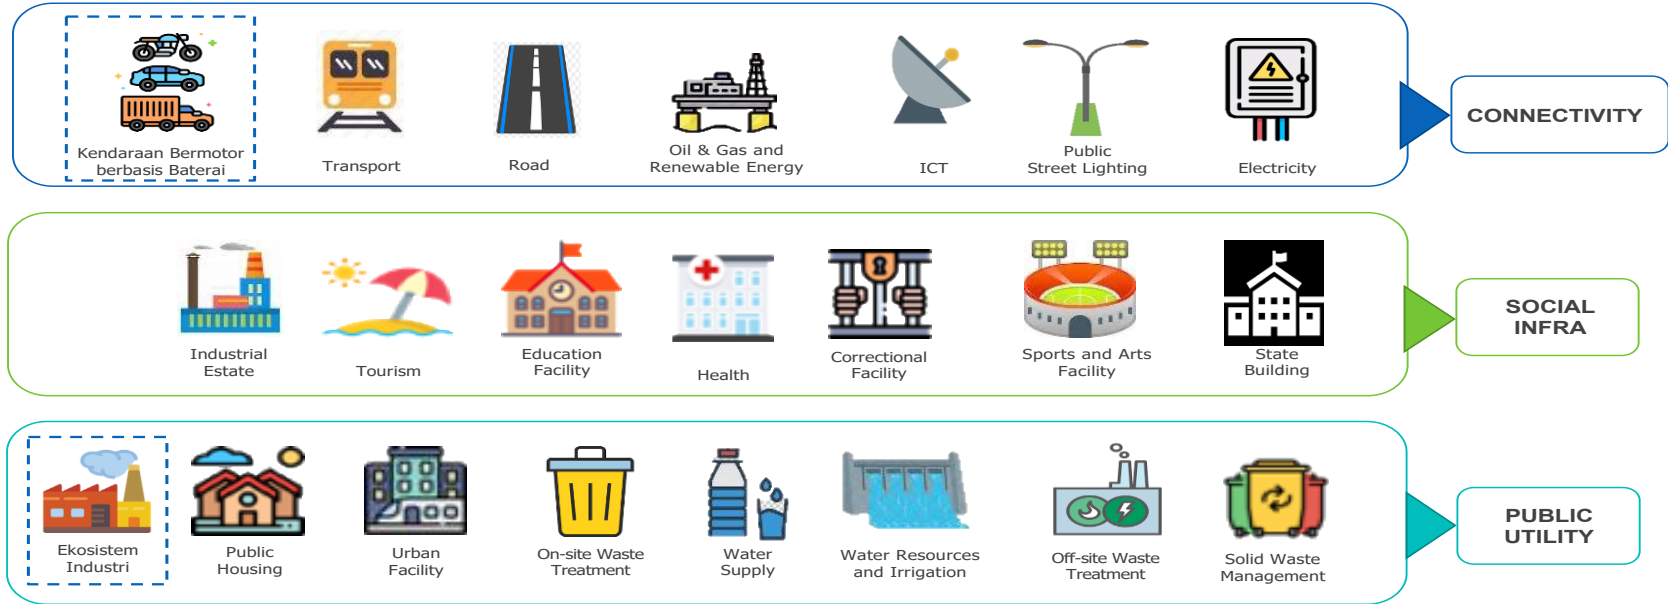 Kendaraan Bermotor
berbasis Baterai
Transport
Road
Oil & Gas and
Renewable Energy
ICT
Public
Street Lighting
Electricity
CONNECTIVITY
Industrial
Estate
Tourism
Education
Facility
Health
Correctional
Facility
Sports and Arts
Facility
State
Building
SOCIAL
INFRA
Ekosistem
Industri
Public
Housing
Urban
Facility
On-site Waste
Treatment
Water
Supply
Water Resources
and Irrigation
Off-site Waste
Treatment
Solid Waste
Management
PUBLIC
UTILITY